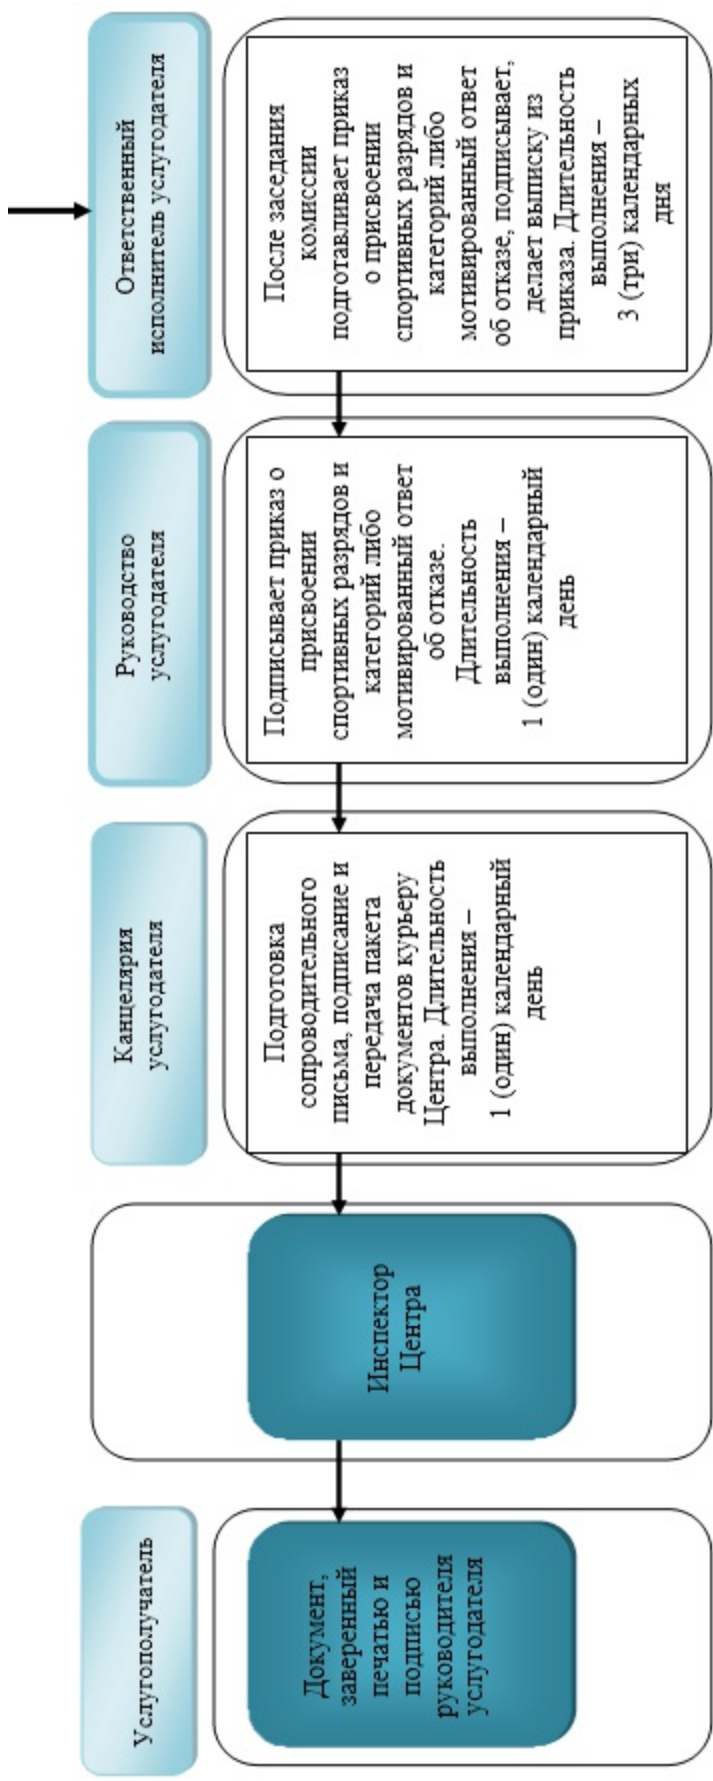 Услугополучатель
Документ,
заверенный
печатью и
подписью
руководителя
услугодателя
Инспектор
Центра
Канцелярия
услугодателя
Подготовка
сопроводительного
письма, подписание и
передача пакета
документов курьеру
Центра. Длительность
выполнения –
1 (один) календарный
день
Руководство
услугодателя
Подписывает приказ о
присвоении
спортивных разрядов и
категорий либо
мотивированный ответ
об отказе.
Длительность
выполнения –
1 (один) календарный
день
Ответственный
исполнитель услугодателя
После заседания
комиссии
подготавливает приказ
о присвоении
спортивных разрядов и
категорий либо
мотивированный ответ
об отказе, подписывает,
делает выписку из
приказа. Длительность
выполнения –
3 (три) календарных
дня